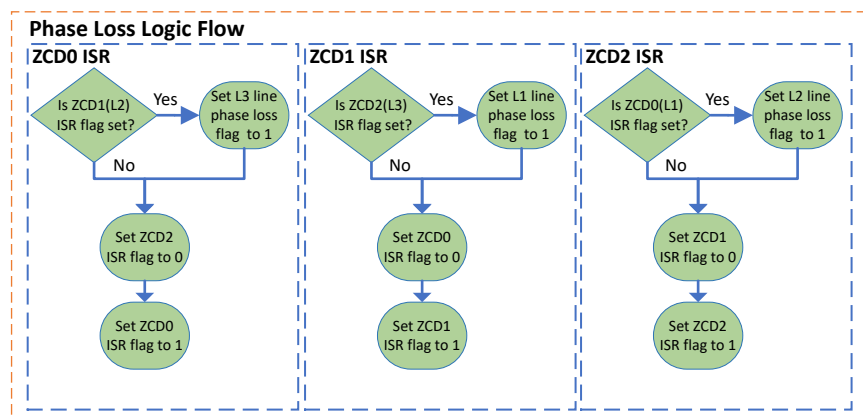 Phase Loss Logic Flow
ZCD0 ISR
Is ZCD1(L2)
ISR flag set?
Yes
Set L3 line
phase loss
flag to 1
No
Set ZCD2
ISR flag to 0
Set ZCD0
ISR flag to 1
ZCD1 ISR
Is ZCD2(L3)
ISR flag set?
Yes
Set L1 line
phase loss
flag to 1
No
Set ZCD0
ISR flag to 0
Set ZCD1
ISR flag to 1
ZCD2 ISR
Is ZCD0(L1)
ISR flag set?
Yes
Set L2 line
phase loss
flag to 1
No
Set ZCD1
ISR flag to 0
Set ZCD2
ISR flag to 1